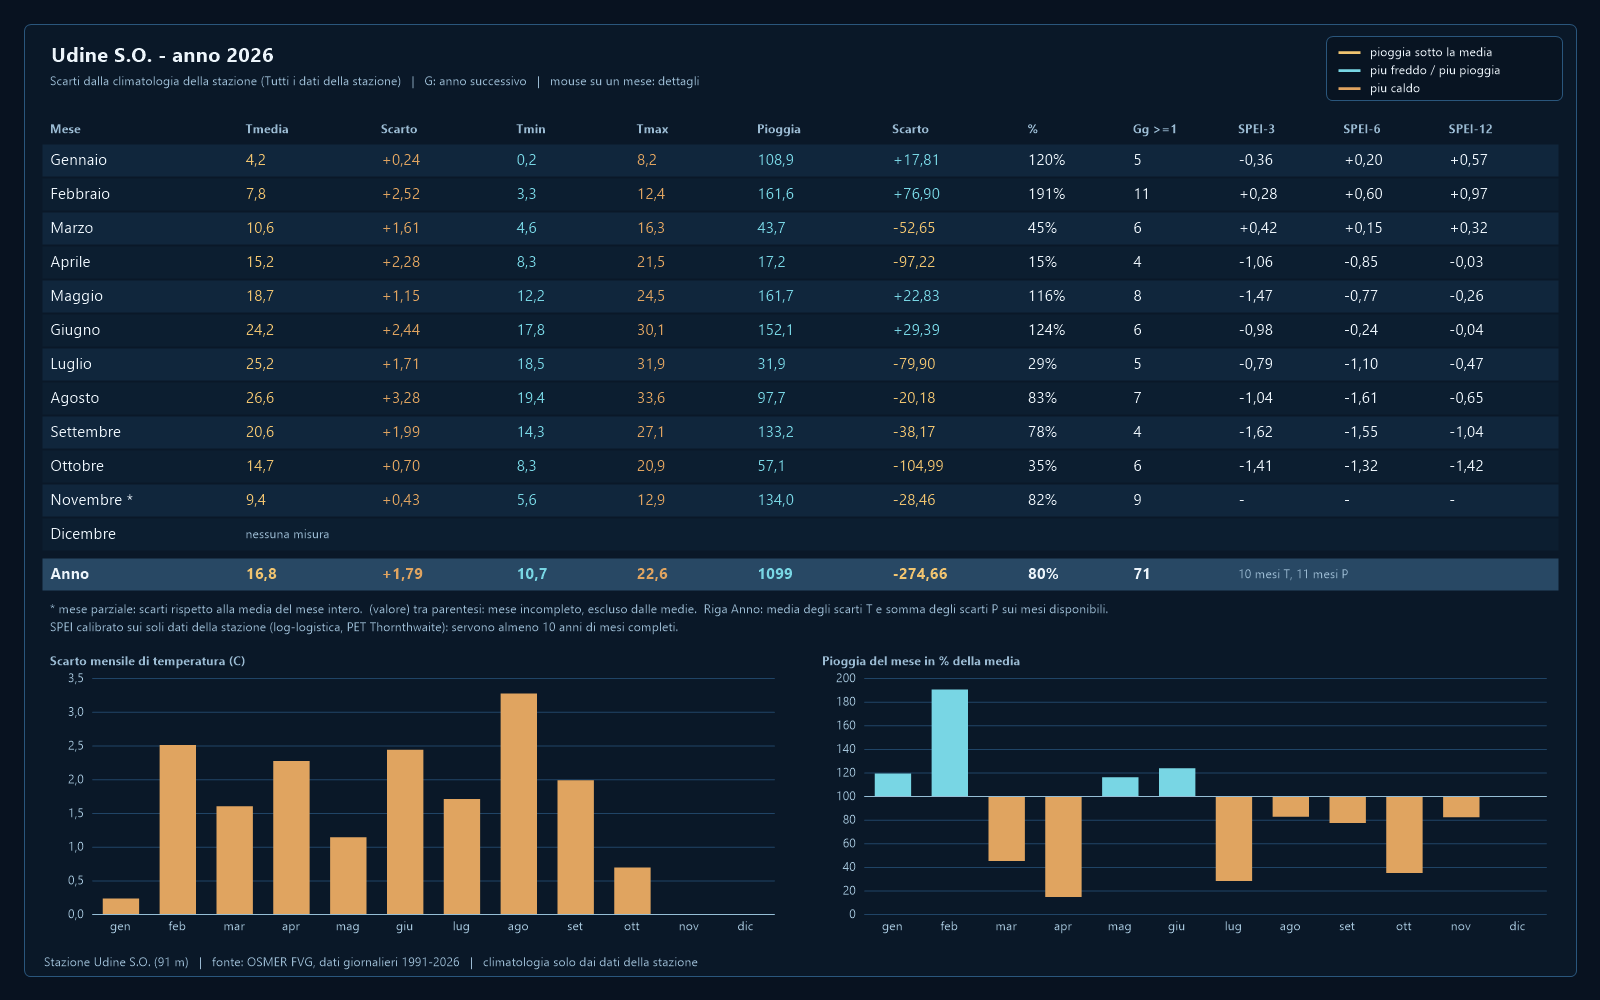 Udine S.O. - anno 2026
Scarti dalla climatologia della stazione (Tutti i dati della stazione) | G: anno successivo | mouse su un mese: dettagli
pioggia sotto la media
piu freddo / piu pioggia
piu caldo
Mese Tmedia Scarto Tmin Tmax Pioggia Scarto % Gg >=1 SPEI-3 SPEI-6 SPEI-12
Gennaio 4,2 +0,24 0,2 8,2 108,9 +17,81 120% 5 -0,36 +0,20 +0,57
Febbraio 7,8 +2,52 3,3 12,4 161,6 +76,90 191% 11 +0,28 +0,60 +0,97
Marzo 10,6 +1,61 4,6 16,3 43,7 -52,65 45% 6 +0,42 +0,15 +0,32
Aprile 15,2 +2,28 8,3 21,5 17,2 -97,22 15% 4 -1,06 -0,85 -0,03
Maggio 18,7 +1,15 12,2 24,5 161,7 +22,83 116% 8 -1,47 -0,77 -0,26
Giugno 24,2 +2,44 17,8 30,1 152,1 +29,39 124% 6 -0,98 -0,24 -0,04
Luglio 25,2 +1,71 18,5 31,9 31,9 -79,90 29% 5 -0,79 -1,10 -0,47
Agosto 26,6 +3,28 19,4 33,6 97,7 -20,18 83% 7 -1,04 -1,61 -0,65
Settembre 20,6 +1,99 14,3 27,1 133,2 -38,17 78% 4 -1,62 -1,55 -1,04
Ottobre 14,7 +0,70 8,3 20,9 57,1 -104,99 35% 6 -1,41 -1,32 -1,42
Novembre * 9,4 +0,43 5,6 12,9 134,0 -28,46 82% 9 - - -
Dicembre nessuna misura
Anno 16,8 +1,79 10,7 22,6 1099 -274,66 80% 71 10 mesi T, 11 mesi P
* mese parziale: scarti rispetto alla media del mese intero. (valore) tra parentesi: mese incompleto, escluso dalle medie. Riga Anno: media degli scarti T e somma degli scarti P sui mesi disponibili.
SPEI calibrato sui soli dati della stazione (log-logistica, PET Thornthwaite): servono almeno 10 anni di mesi completi.
Scarto mensile di temperatura (C)
3,5
3,0
2,5
2,0
1,5
1,0
0,5
0,0
gen feb mar apr mag giu lug ago set ott nov dic
Pioggia del mese in % della media
200
180
160
140
120
100
80
60
40
20
0
gen feb mar apr mag giu lug ago set ott nov dic
Stazione Udine S.O. (91 m) | fonte: OSMER FVG, dati giornalieri 1991-2026 | climatologia solo dai dati della stazione